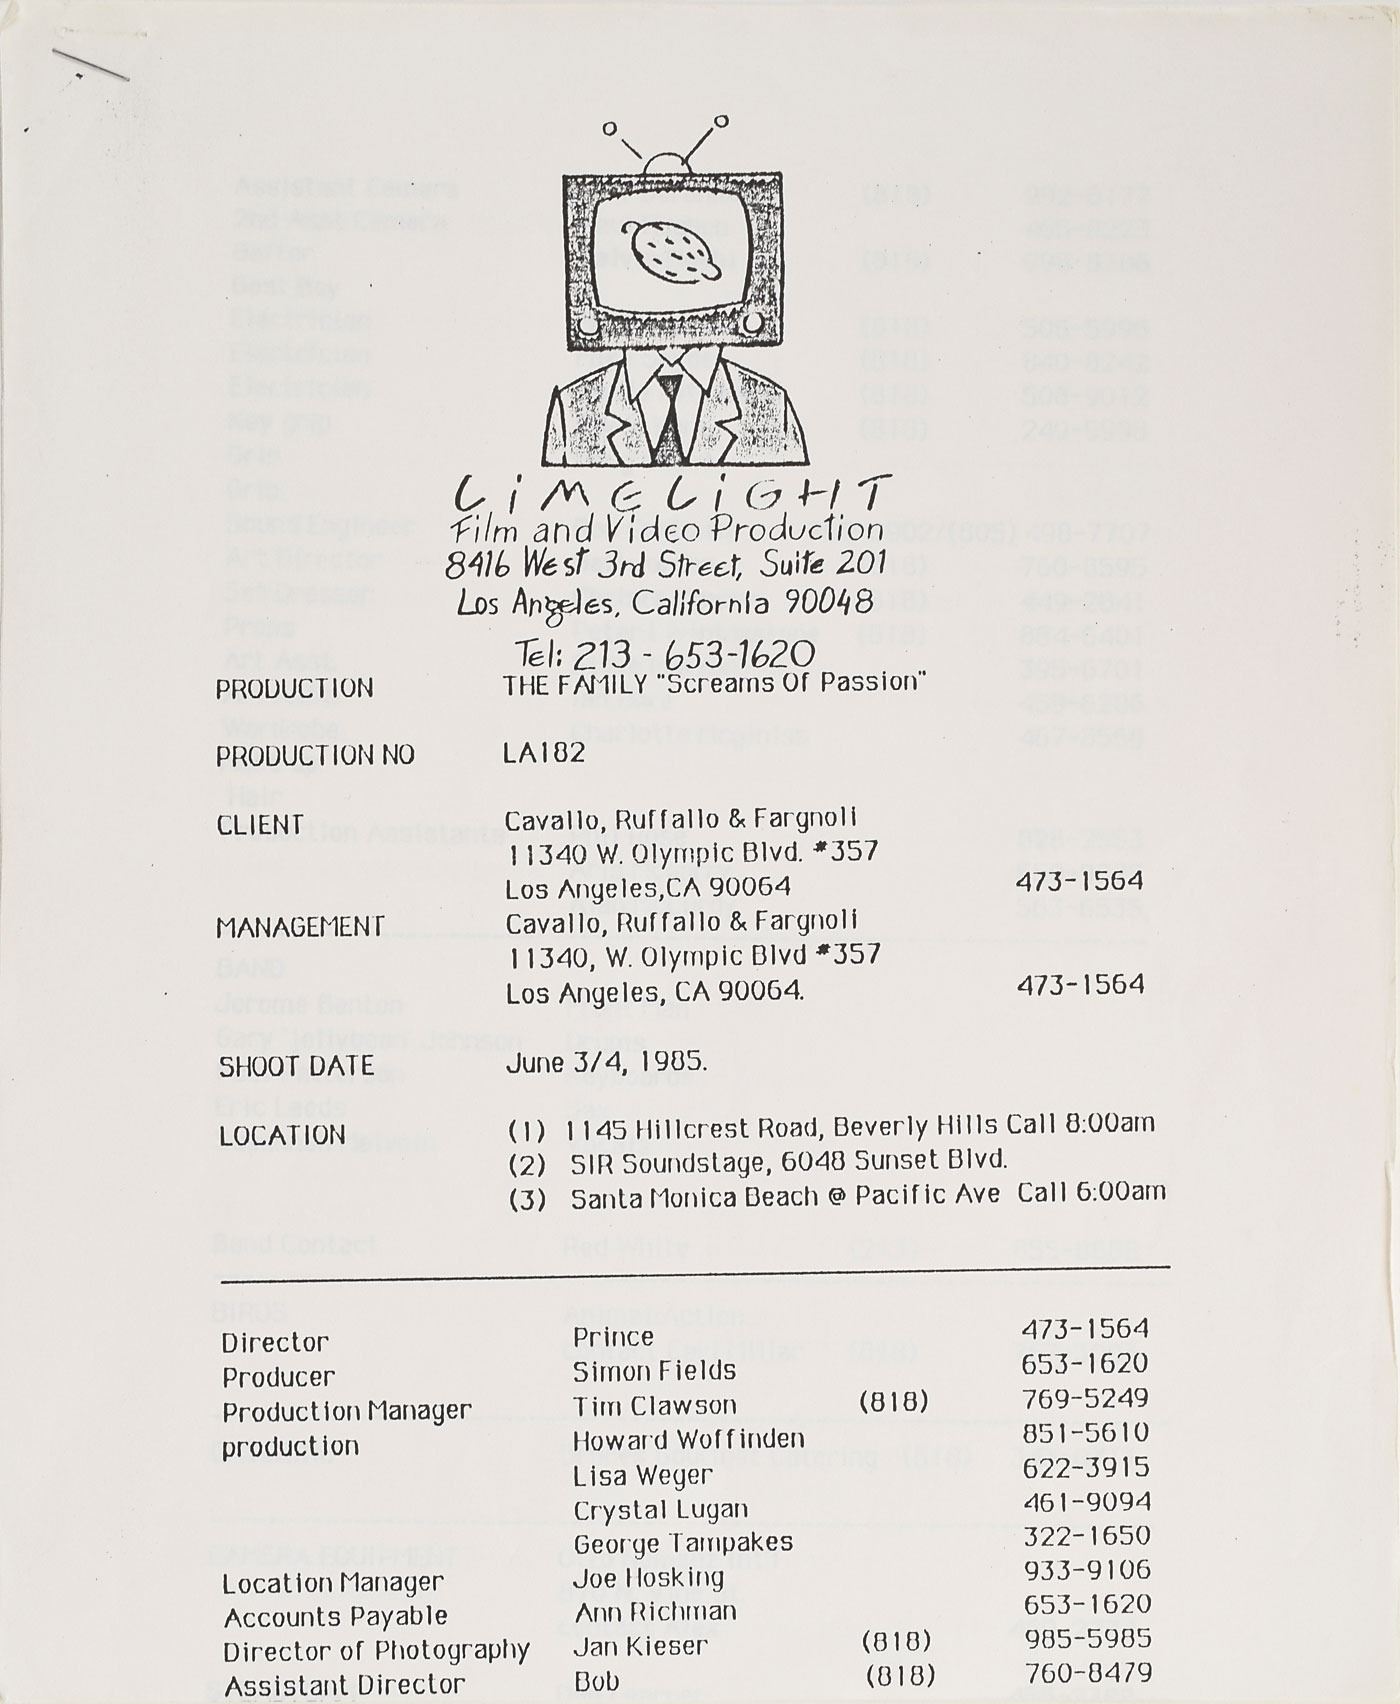 LiMELiGHT
Film and Video Production
8416 West 3rd Street, Suite 201
Los Angeles, California 90048
Tel: 213 - 653-1620
PRODUCTION THE FAMILY "Screams Of Passion"
PRODUCTION NO LA182
CLIENT Cavallo, Ruffallo & Fargnoli
11340 W. Olympic Blvd. #357
Los Angeles,CA 90064 473-1564
MANAGEMENT Cavallo, Ruffallo & Fargnoli
11340, W. Olympic Blvd #357
Los Angeles, CA 90064. 473-1564
SHOOT DATE June 3/4, 1985.
LOCATION (1) 1145 Hillcrest Road, Beverly Hills Call 8:00am
(2) SIR Soundstage, 6048 Sunset Blvd.
(3) Santa Monica Beach @ Pacific Ave Call 6:00am
Director Prince 473-1564
Producer Simon Fields 653-1620
Production Manager Tim Clawson (818) 769-5249
production Howard Woffinden 851-5610
Lisa Weger 622-3915
Crystal Lugan 461-9094
George Tampakes 322-1650
Location Manager Joe Hosking 933-9106
Accounts Payable Ann Richman 653-1620
Director of Photography Jan Kieser (818) 985-5985
Assistant Director Bob (818) 760-8479